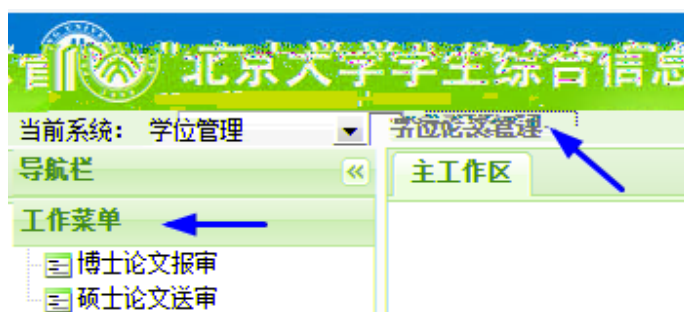 北京大学学生综合信息
当前系统： 学位管理 学位论文管理
导航栏 主工作区
工作菜单
博士论文报审
硕士论文送审